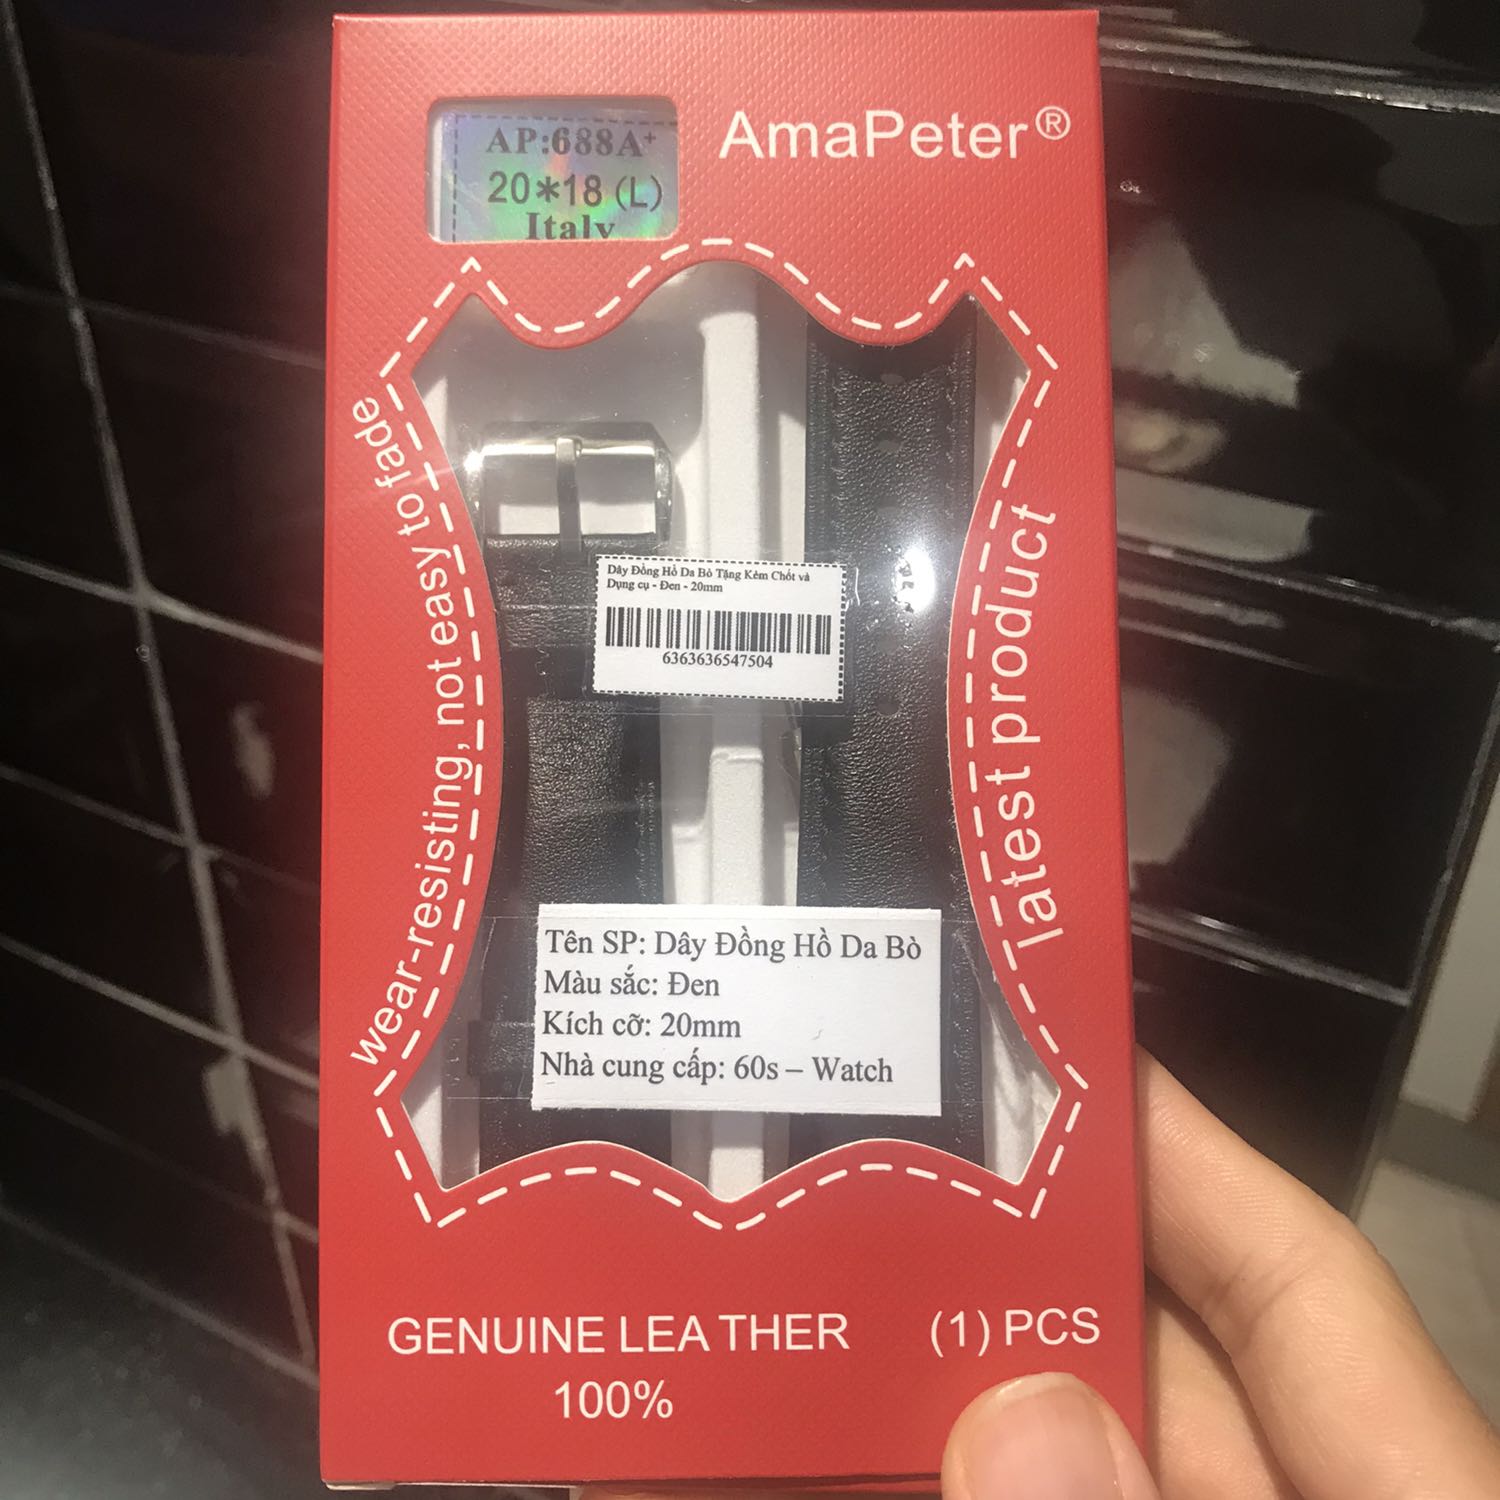 AmaPeter®
AP:688A+
20*18 (L)
Italy
wear-resisting, not easy to fade
latest product
Dây Đồng Hồ Da Bò Tặng Kèm Chốt và
Dụng cụ - Đen - 20mm
6363636547504
Tên SP: Dây Đồng Hồ Da Bò
Màu sắc: Đen
Kích cỡ: 20mm
Nhà cung cấp: 60s – Watch
GENUINE LEA THER (1) PCS
100%